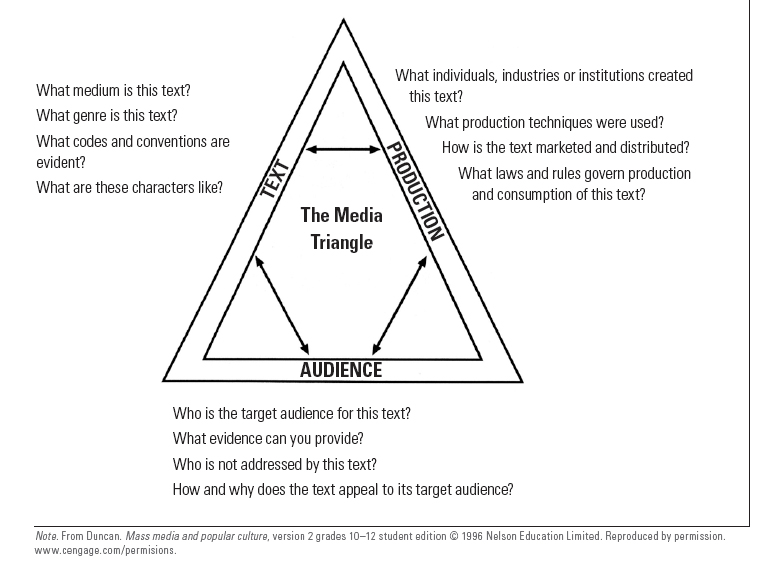 What medium is this text?
What genre is this text?
What codes and conventions are
evident?
What are these characters like?
What individuals, industries or institutions created
this text?
What production techniques were used?
How is the text marketed and distributed?
What laws and rules govern production
and consumption of this text?
TEXT
PRODUCTION
The Media
Triangle
AUDIENCE
Who is the target audience for this text?
What evidence can you provide?
Who is not addressed by this text?
How and why does the text appeal to its target audience?
Note. From Duncan. Mass media and popular culture, version 2 grades 10–12 student edition © 1996 Nelson Education Limited. Reproduced by permission.
www.cengage.com/permisions.